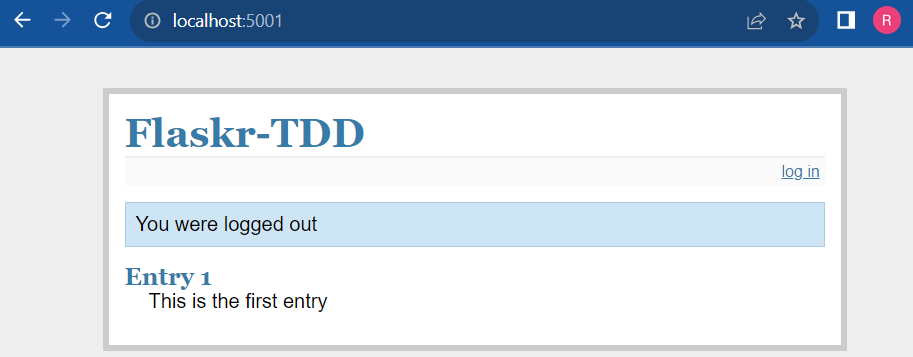 localhost:5001
R
Flaskr-TDD
log in
You were logged out
Entry 1
This is the first entry